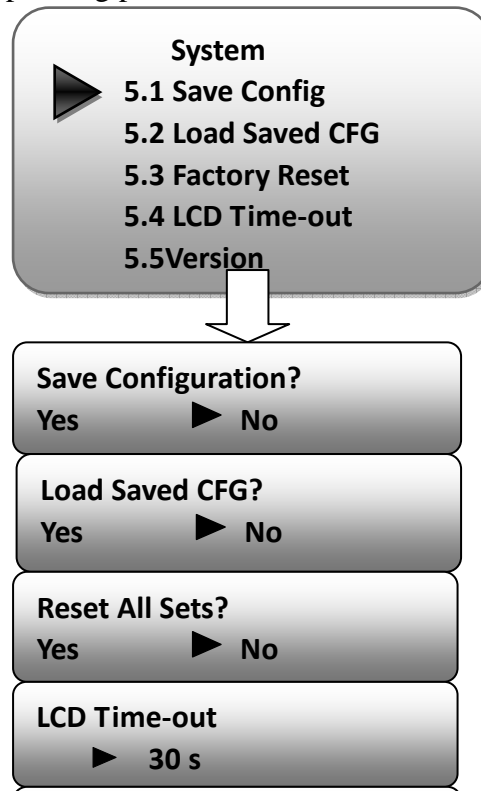 System
5.1 Save Config
5.2 Load Saved CFG
5.3 Factory Reset
5.4 LCD Time-out
5.5Version
Save Configuration?
Yes ► No
Load Saved CFG?
Yes ► No
Reset All Sets?
Yes ► No
LCD Time-out
► 30 s